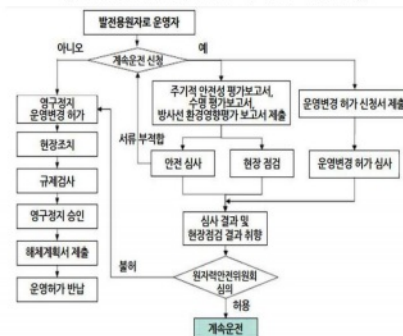 발전용원자로 운영자
아니오
예
계속운전 신청
주기적 안전성 평가보고서,
수명 평가보고서,
방사선 환경영향평가 보고서 제출
운영변경 허가 신청서 제출
영구정지
운영변경 허가
서류 부적합
현장조치
안전 심사
현장 점검
운영변경 허가 심사
규제검사
영구정지 승인
심사 결과 및
현장점검 결과 취합
해체계획서 제출
불허
원자력안전위원회
심의
운영허가 반납
허용
계속운전